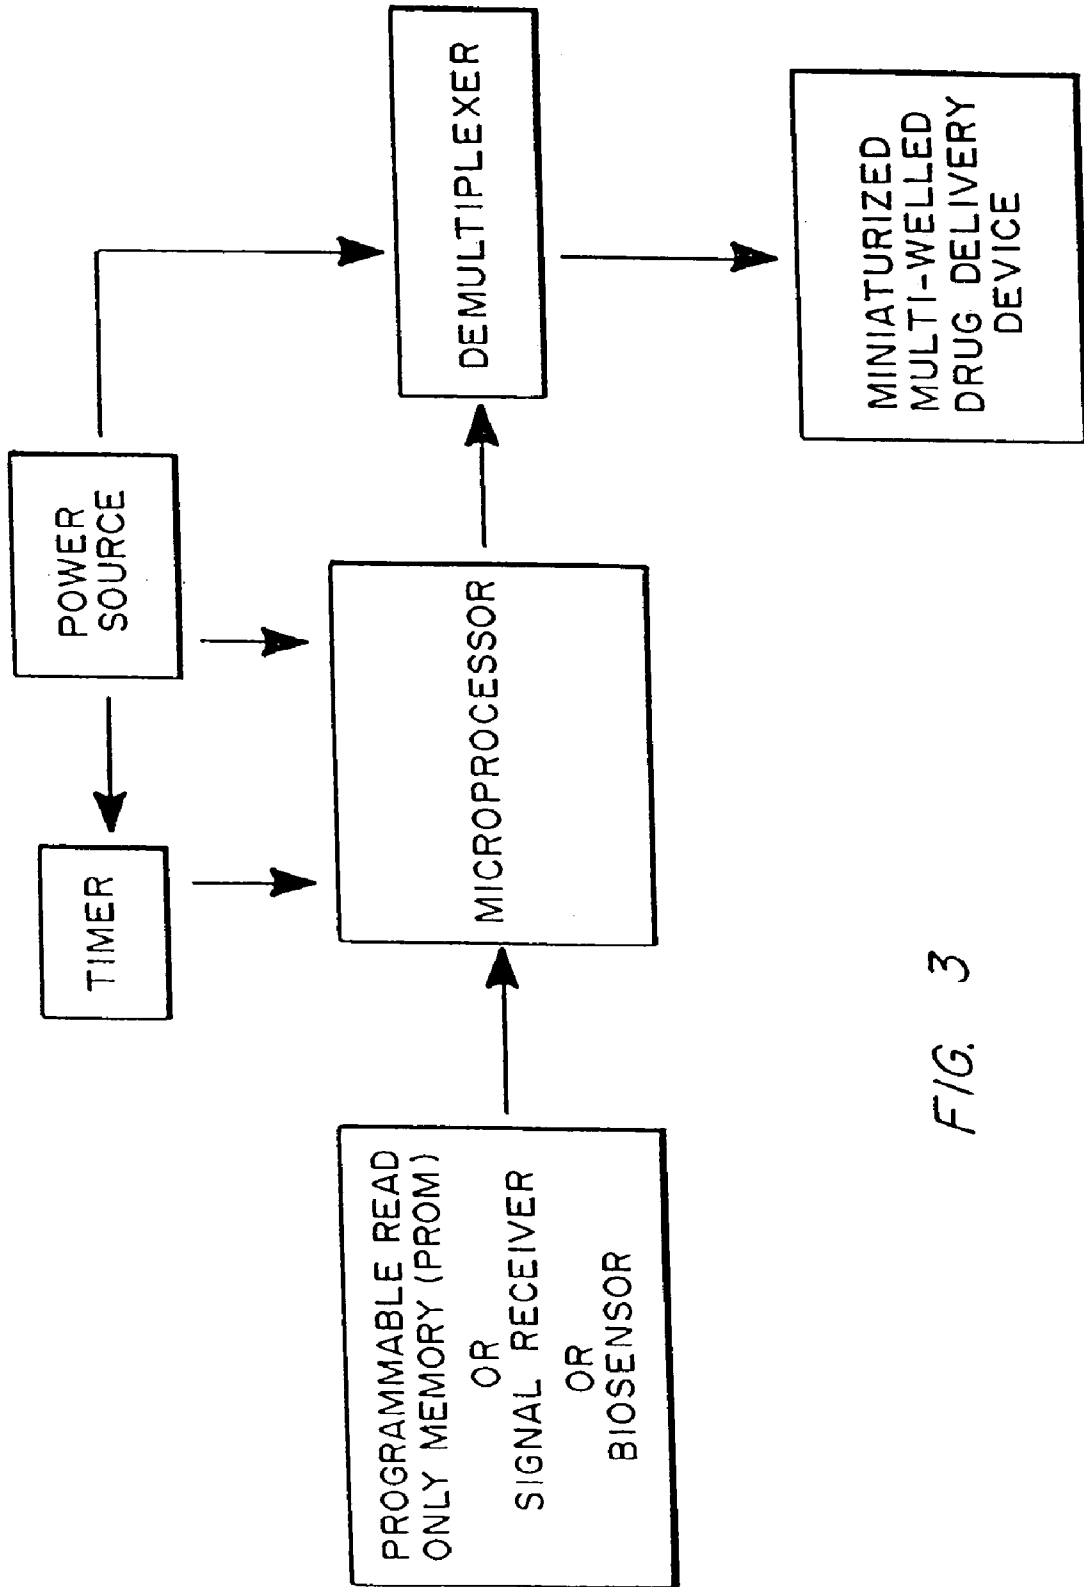 TIMER
POWER
SOURCE
PROGRAMMABLE READ
ONLY MEMORY (PROM)
OR
SIGNAL RECEIVER
OR
BIOSENSOR
MICROPROCESSOR
DEMULTIPLEXER
MINIATURIZED
MULTI-WELLED
DRUG DELIVERY
DEVICE
FIG. 3